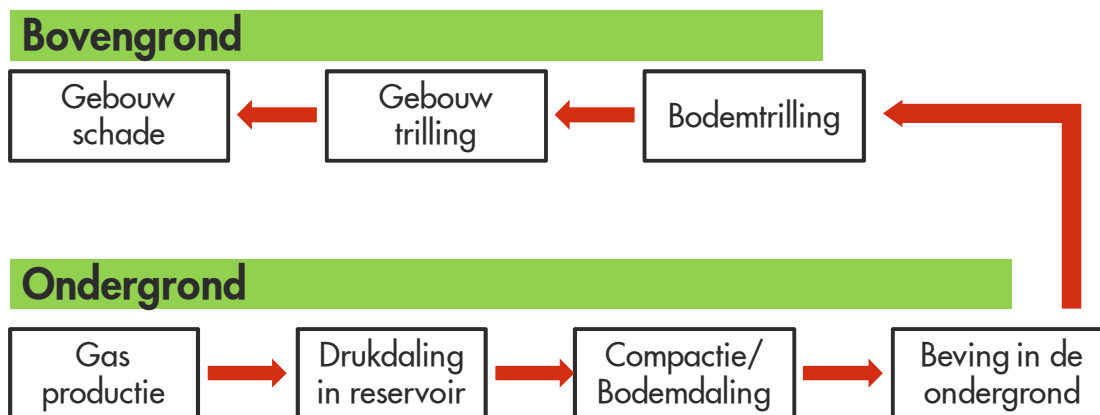 Bovengrond
Gebouw
schade
Gebouw
trilling
Bodemtrilling
Ondergrond
Gas
productie
Drukdaling
in reservoir
Compactie/
Bodemdaling
Beving in de
ondergrond